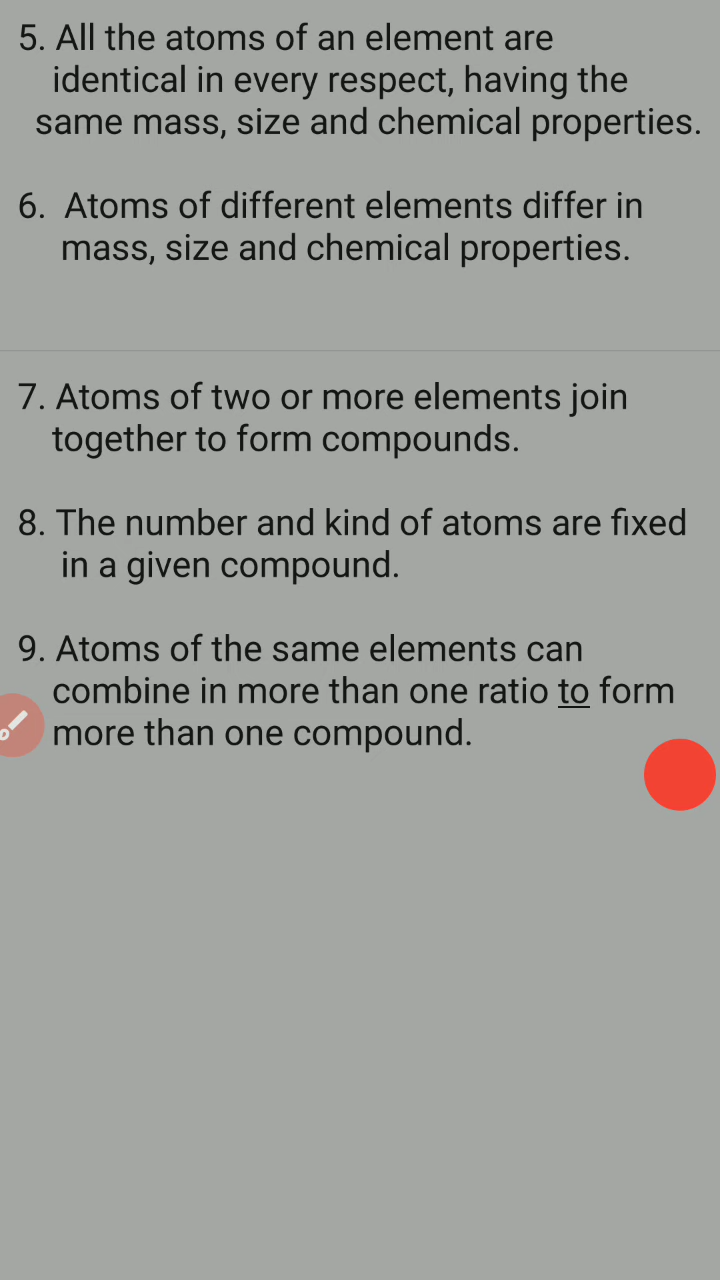 5. All the atoms of an element are
identical in every respect, having the
same mass, size and chemical properties.
6. Atoms of different elements differ in
mass, size and chemical properties.
7. Atoms of two or more elements join
together to form compounds.
8. The number and kind of atoms are fixed
in a given compound.
9. Atoms of the same elements can
combine in more than one ratio to form
more than one compound.